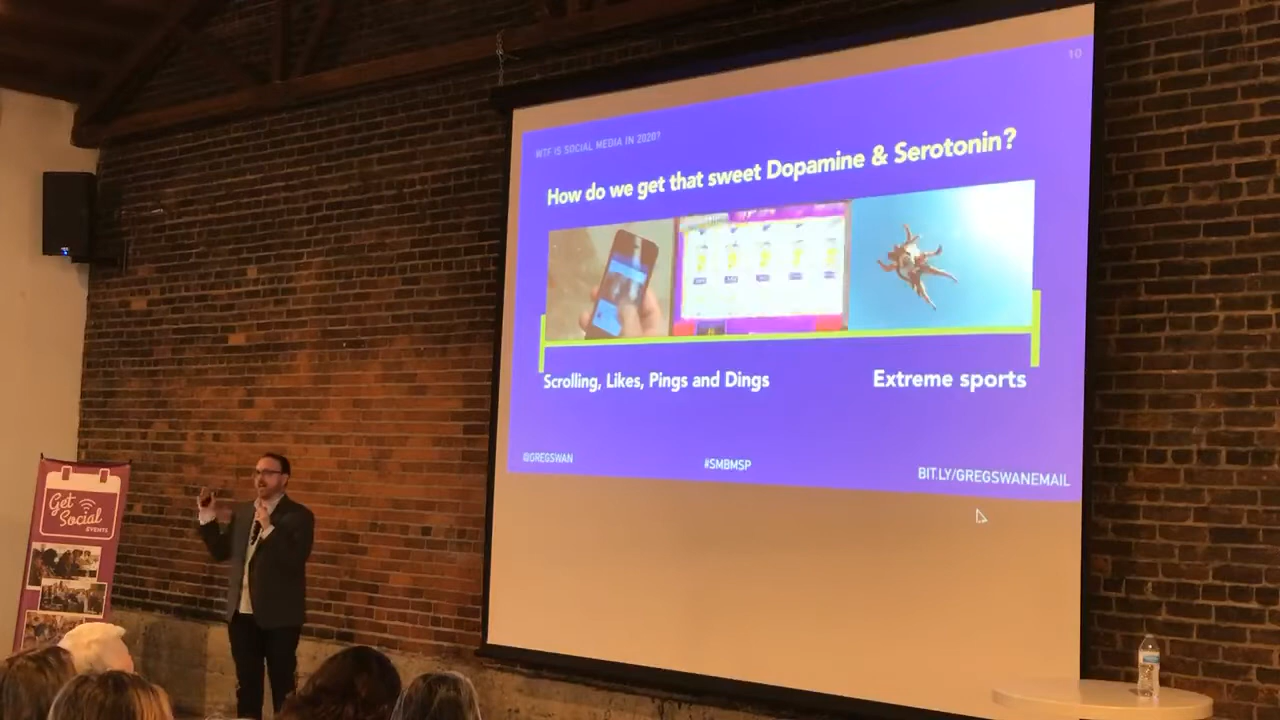 10
WTF IS SOCIAL MEDIA IN 2020?
How do we get that sweet Dopamine & Serotonin?
Scrolling, Likes, Pings and Dings
Extreme sports
@GREGSWAN
#SMBMSP
BIT.LY/GREGSWANEMAIL
Get
Social
EVENTS